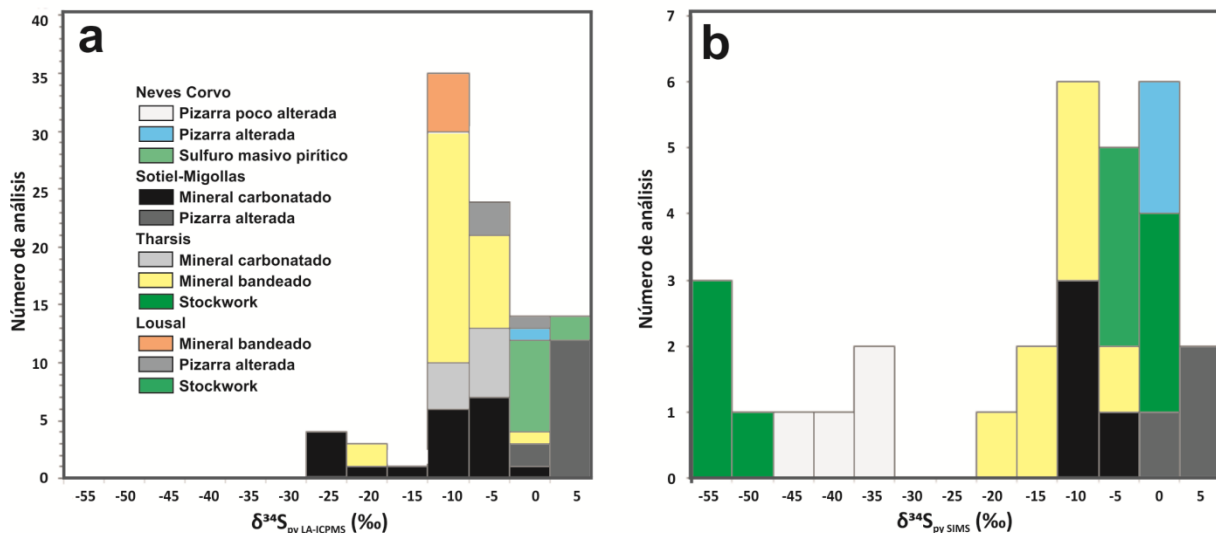 a
Número de análisis
40
35
30
25
20
15
10
5
0
Neves Corvo
Pizarra poco alterada
Pizarra alterada
Sulfuro masivo pirítico
Sotiel-Migollas
Mineral carbonatado
Pizarra alterada
Tharsis
Mineral carbonatado
Mineral bandeado
Stockwork
Lousal
Mineral bandeado
Pizarra alterada
Stockwork
-55 -50 -45 -40 -35 -30 -25 -20 -15 -10 -5 0 5
δ³⁴S py LA-ICPMS (‰)
b
Número de análisis
7
6
5
4
3
2
1
0
-55 -50 -45 -40 -35 -30 -25 -20 -15 -10 -5 0 5
δ³⁴S py SIMS (‰)